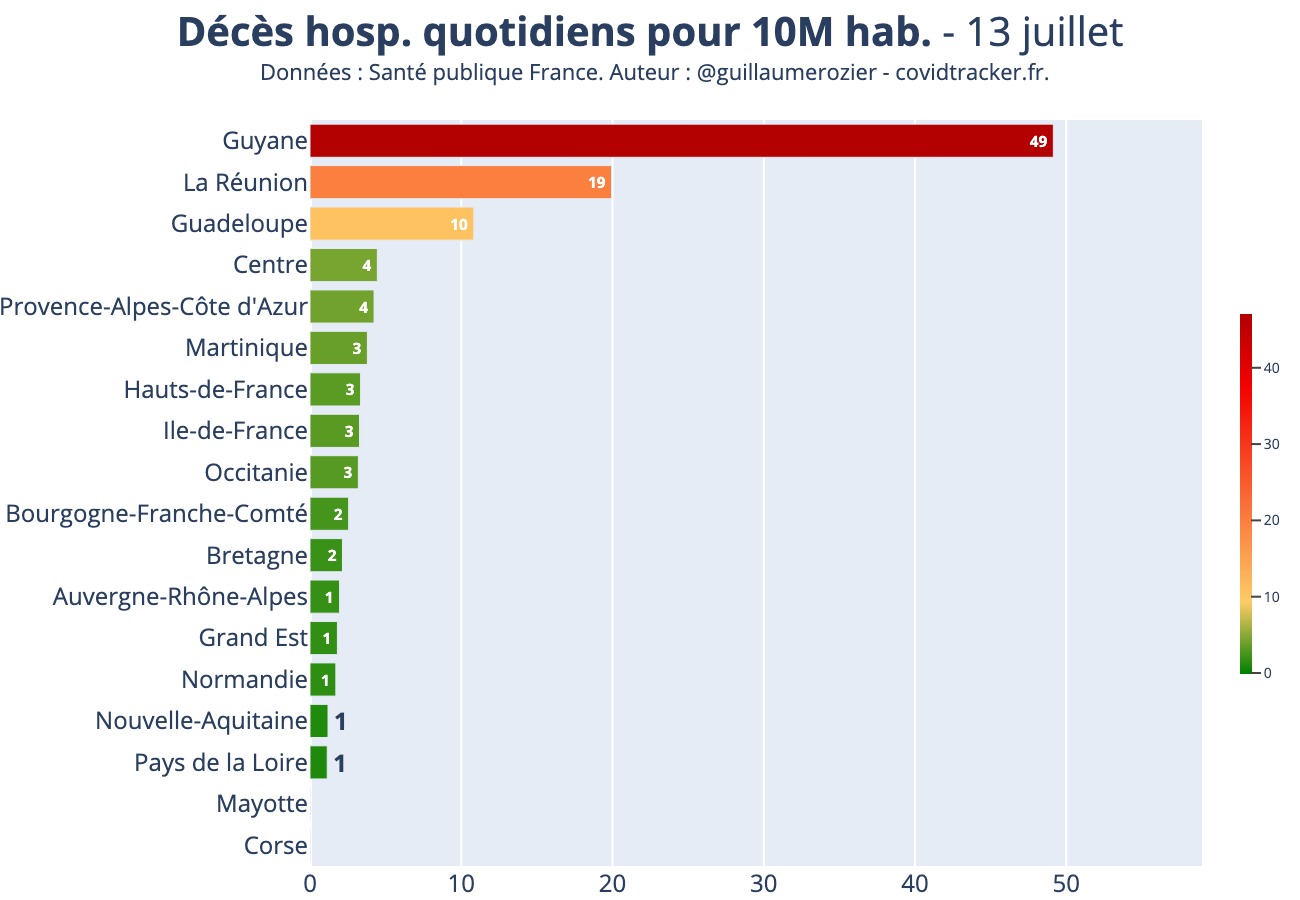 Décès hosp. quotidiens pour 10M hab. - 13 juillet
Données : Santé publique France. Auteur : @guillaumerozier - covidtracker.fr.
Guyane 49
La Réunion 19
Guadeloupe 10
Centre 4
Provence-Alpes-Côte d'Azur 4
Martinique 3
Hauts-de-France 3
Ile-de-France 3
Occitanie 3
Bourgogne-Franche-Comté 2
Bretagne 2
Auvergne-Rhône-Alpes 1
Grand Est 1
Normandie 1
Nouvelle-Aquitaine 1
Pays de la Loire 1
Mayotte
Corse
0 10 20 30 40 50
40
30
20
10
0